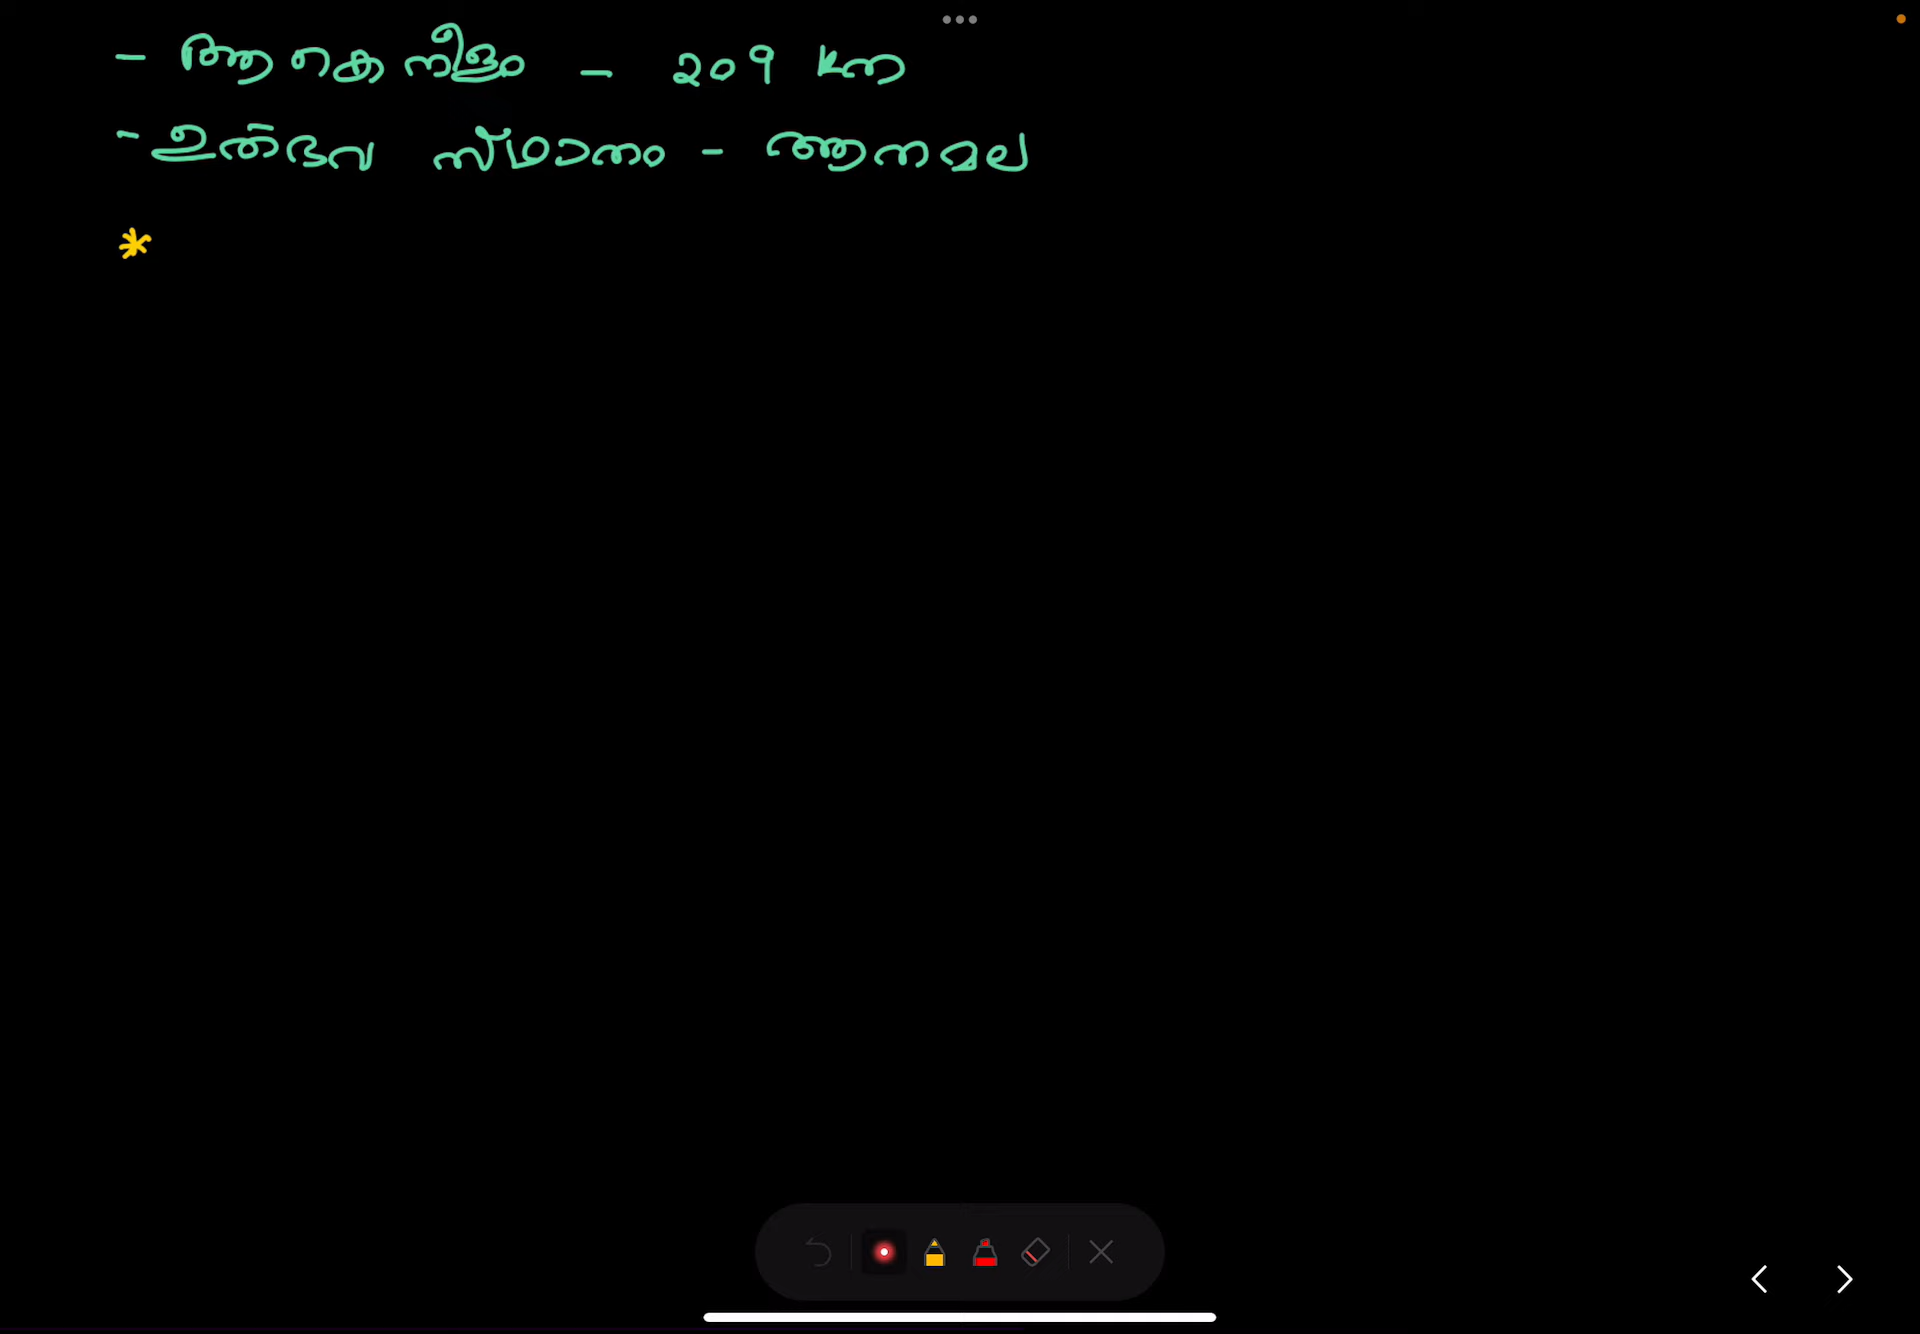 - ആകെ നീളം - 209 km
- ഉത്ഭവ സ്ഥാനം - ആനമല
*